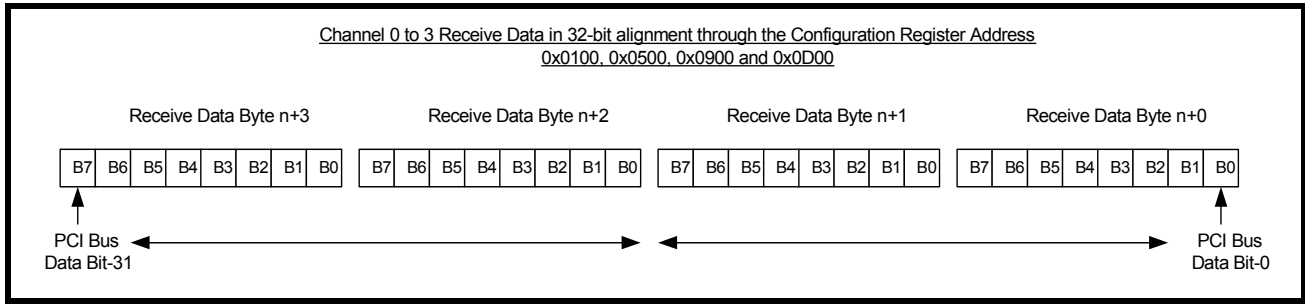 Channel 0 to 3 Receive Data in 32-bit alignment through the Configuration Register Address
0x0100, 0x0500, 0x0900 and 0x0D00
Receive Data Byte n+3 Receive Data Byte n+2 Receive Data Byte n+1 Receive Data Byte n+0
B7 B6 B5 B4 B3 B2 B1 B0 B7 B6 B5 B4 B3 B2 B1 B0 B7 B6 B5 B4 B3 B2 B1 B0 B7 B6 B5 B4 B3 B2 B1 B0
PCI Bus PCI Bus
Data Bit-31 Data Bit-0